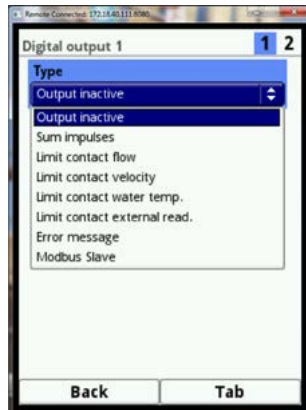 Remote Connected: 172.18.40.111:6080
Digital output 1
1 2
Type
Output inactive
Output inactive
Sum impulses
Limit contact flow
Limit contact velocity
Limit contact water temp.
Limit contact external read.
Error message
Modbus Slave
Back Tab